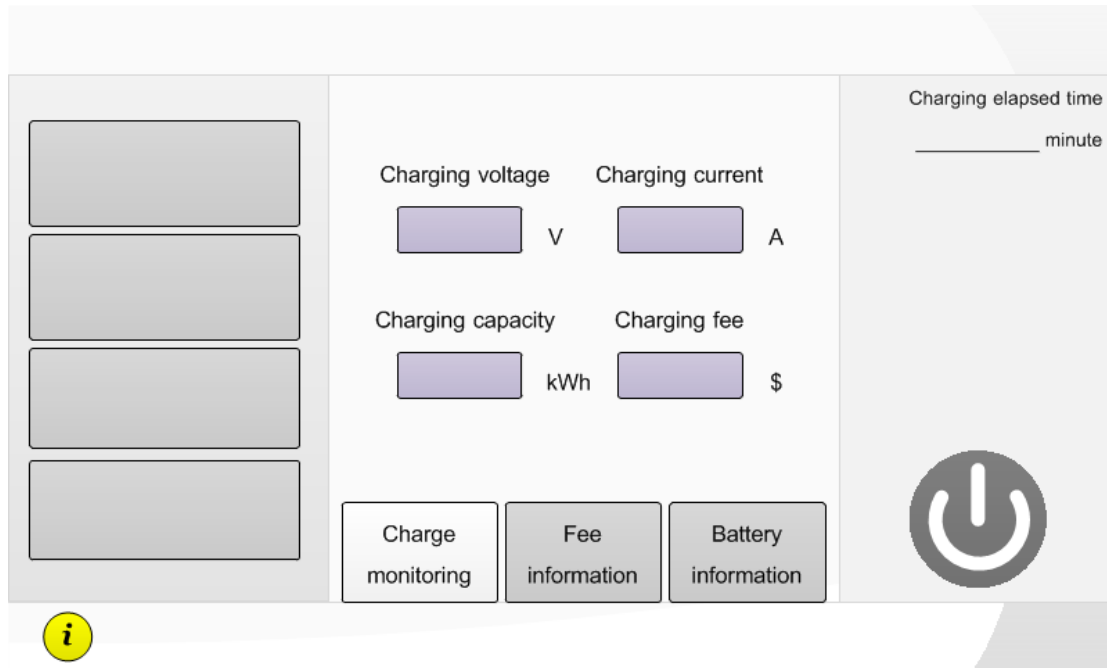 Charging elapsed time
minute
Charging voltage Charging current
V A
Charging capacity Charging fee
kWh $
Charge monitoring
Fee information
Battery information
i